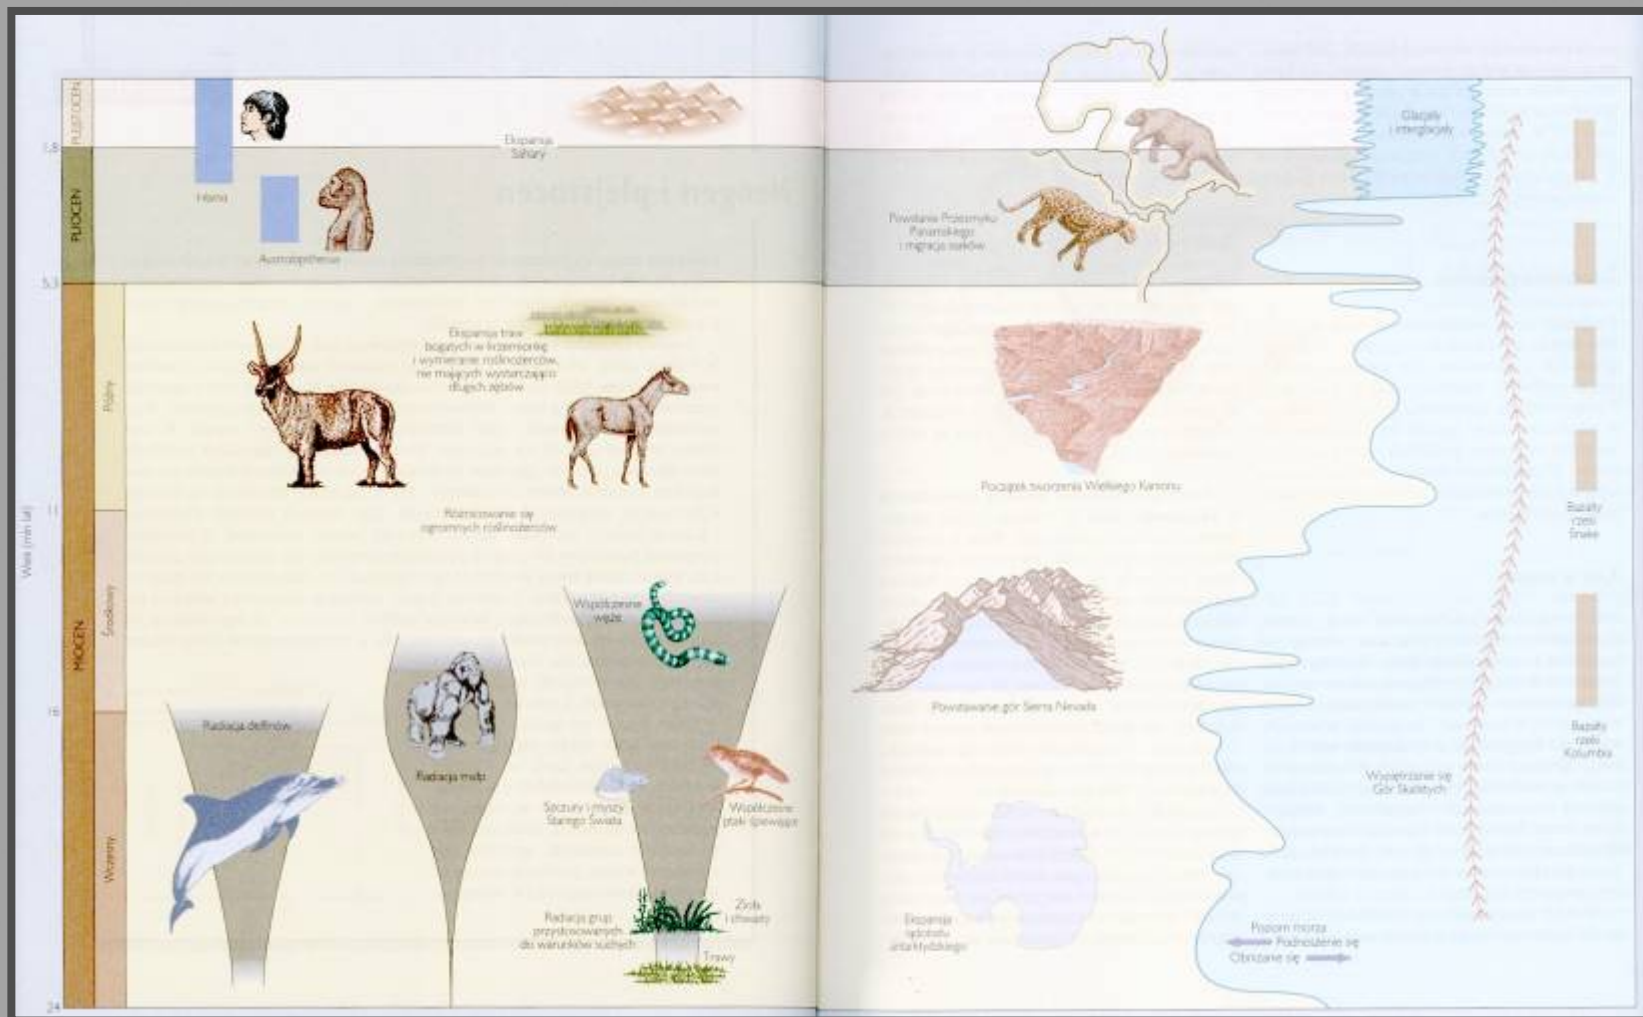 PLEJSTOCEN
1.8
PLIOCEN
5.3
Późny
11
Wiek (mln lat)
Środkowy
MIOCEN
16
Wczesny
24
Homo
Australopithecus
Ekspansja
Sahary
Neogen i plejstocen
Ekspansja traw
bogatych w krzemionkę
i wymieranie roślinożerców,
nie mających wystarczająco
długich zębów
Różnicowanie się
ogromnych roślinożerców
Współczesne
węże
Radiacja delfinów
Radiacja małp
Szczury i myszy
Starego Świata
Współczesne
ptaki śpiewające
Radiacja grup
przystosowanych
do warunków suchych
Zioła
i chwasty
Trawy
Powstanie Przesmyku
Panamskiego
i migracja ssaków
Glacjały
i interglacjały
Początek tworzenia Wielkiego Kanionu
Powstawanie gór Sierra Nevada
Ekspansja
lądolodu
antarktydzkiego
Bazalty
rzeki
Snake
Bazalty
rzeki
Kolumbia
Wypiętrzanie się
Gór Skalistych
Poziom morza
Podnoszenie się
Obniżanie się